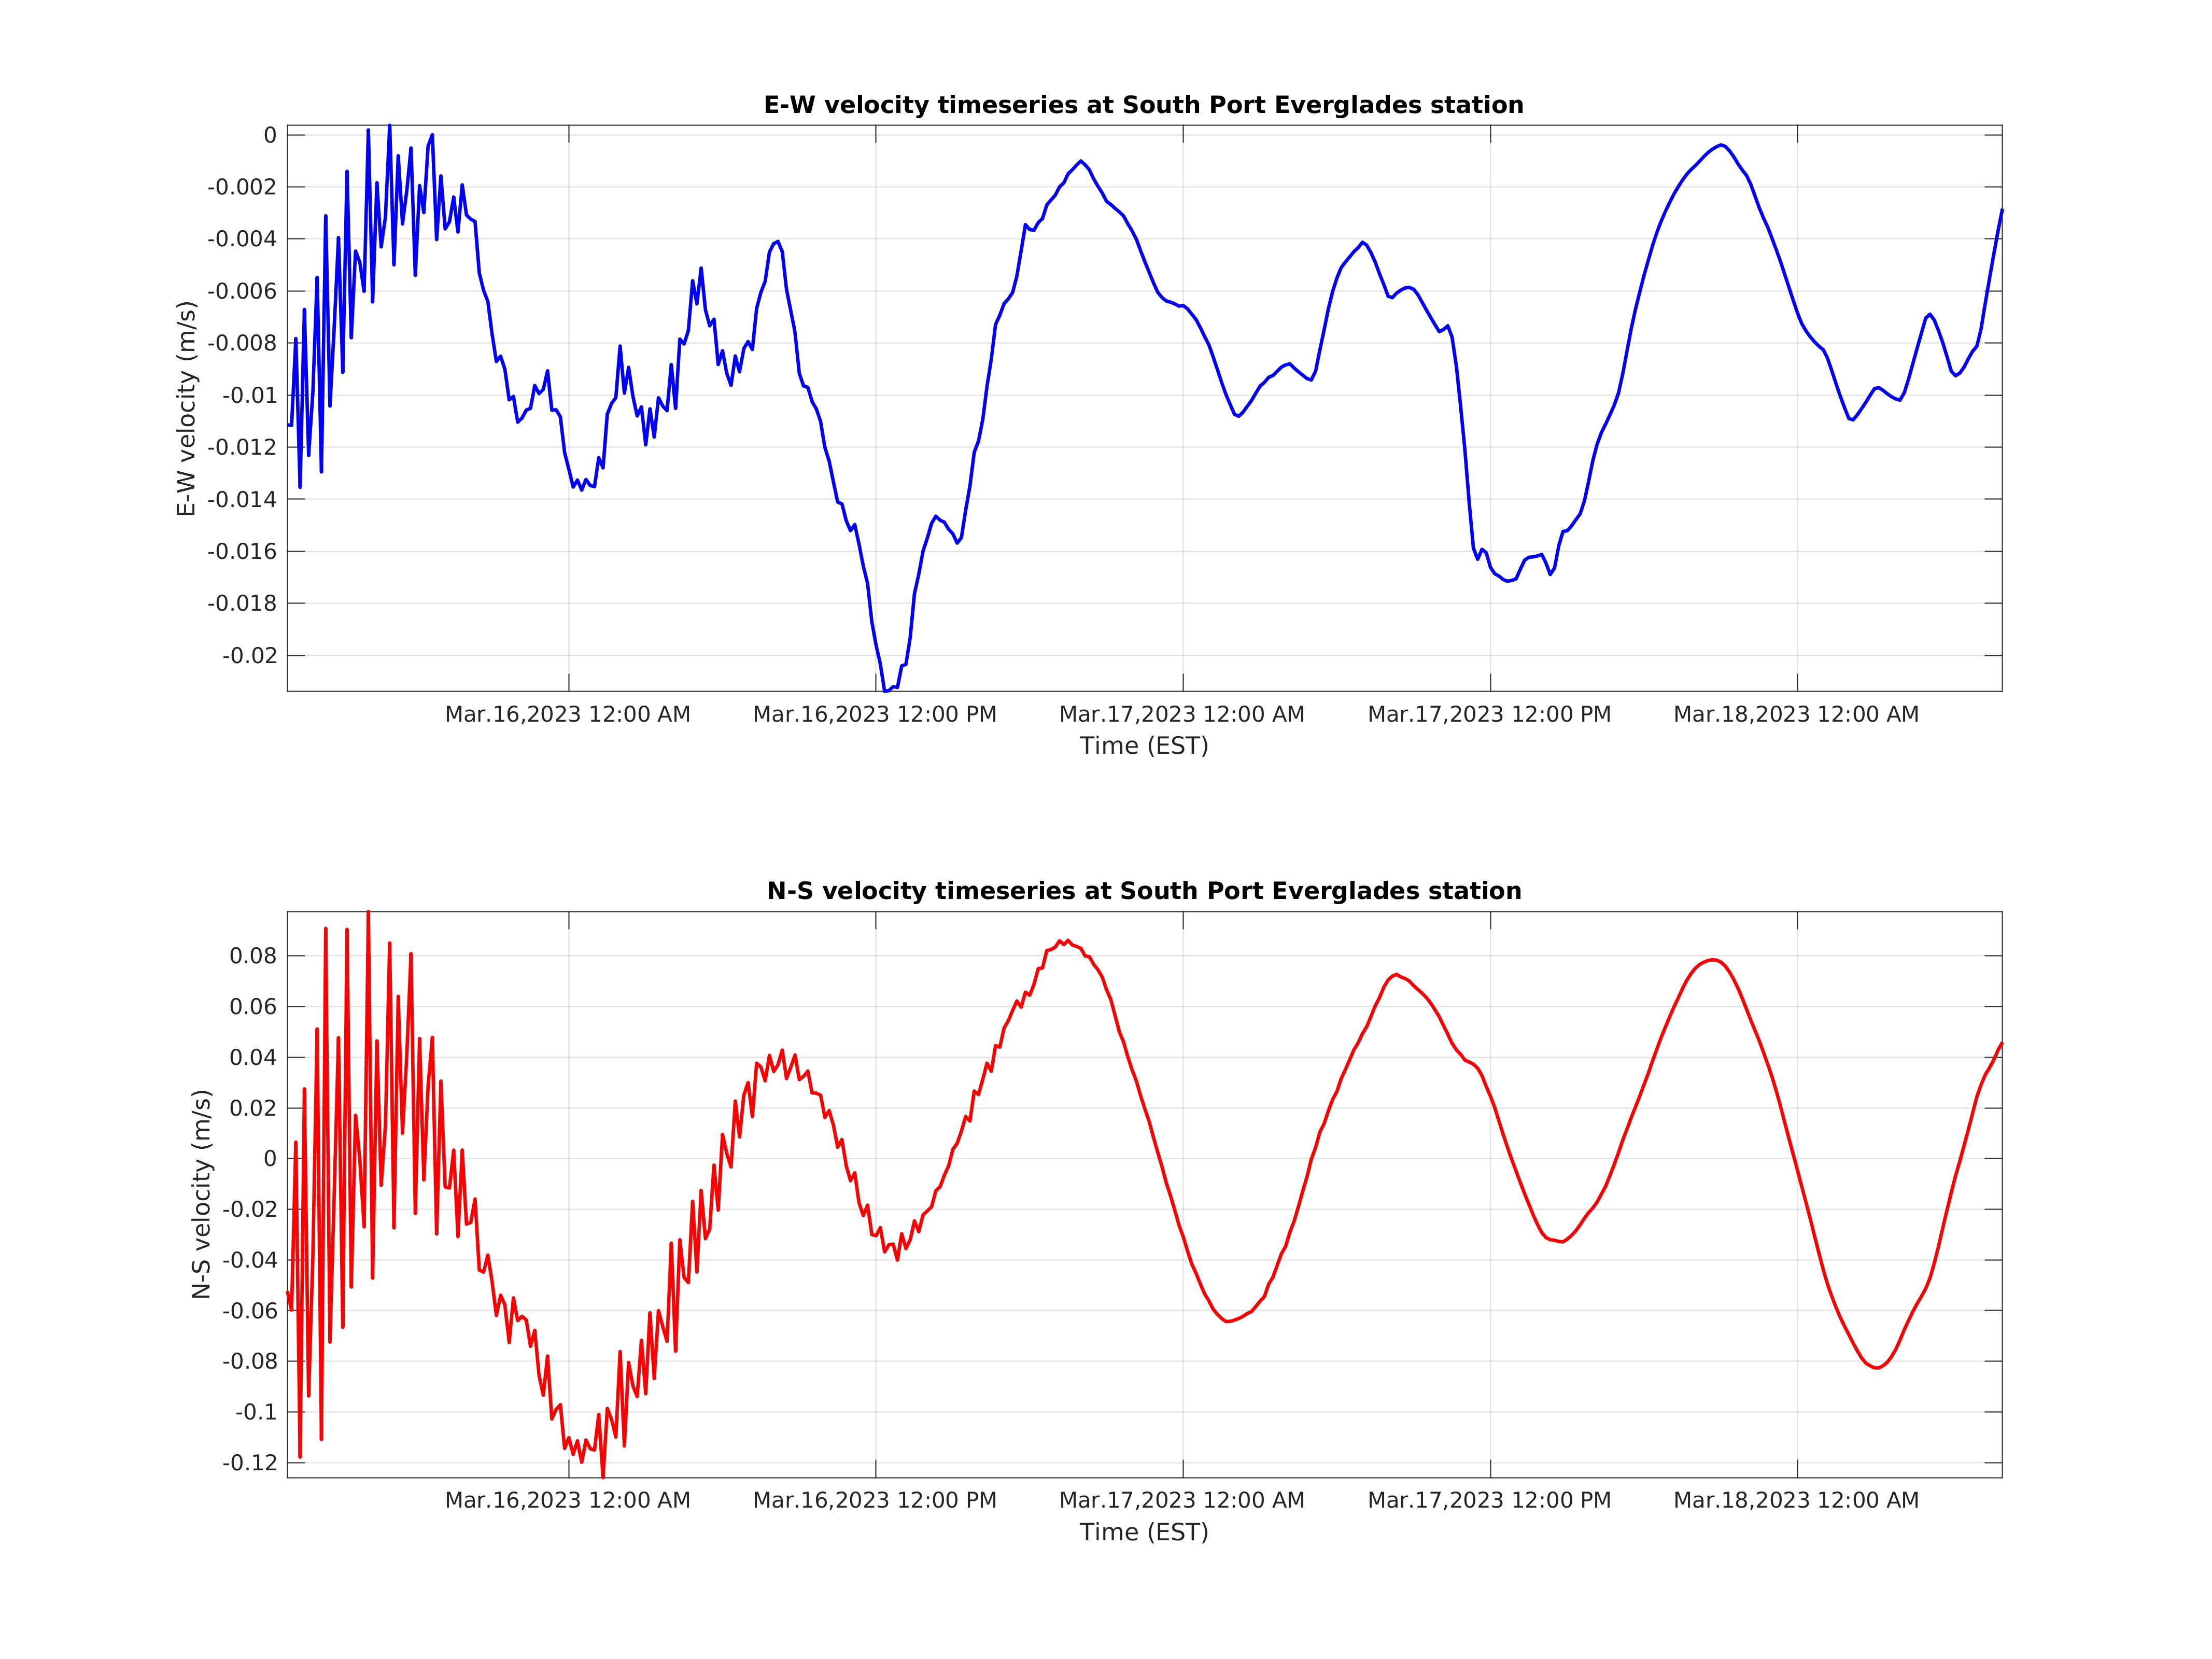 E-W velocity timeseries at South Port Everglades station
E-W velocity (m/s)
0
-0.002
-0.004
-0.006
-0.008
-0.01
-0.012
-0.014
-0.016
-0.018
-0.02
Mar.16,2023 12:00 AM
Mar.16,2023 12:00 PM
Mar.17,2023 12:00 AM
Mar.17,2023 12:00 PM
Mar.18,2023 12:00 AM
Time (EST)
N-S velocity timeseries at South Port Everglades station
N-S velocity (m/s)
0.08
0.06
0.04
0.02
0
-0.02
-0.04
-0.06
-0.08
-0.1
-0.12
Mar.16,2023 12:00 AM
Mar.16,2023 12:00 PM
Mar.17,2023 12:00 AM
Mar.17,2023 12:00 PM
Mar.18,2023 12:00 AM
Time (EST)